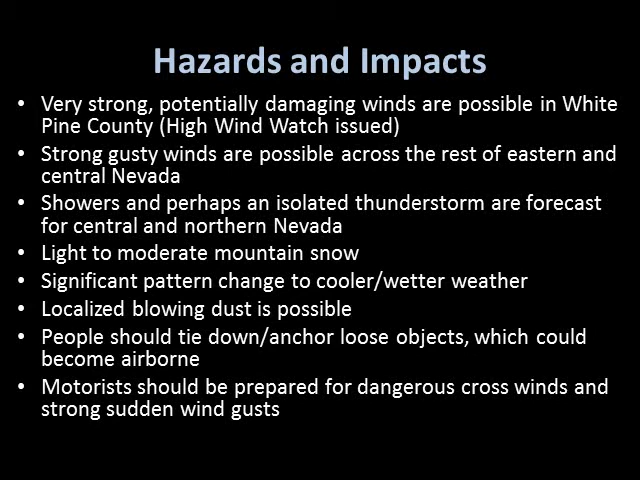 Hazards and Impacts
• Very strong, potentially damaging winds are possible in White
Pine County (High Wind Watch issued)
• Strong gusty winds are possible across the rest of eastern and
central Nevada
• Showers and perhaps an isolated thunderstorm are forecast
for central and northern Nevada
• Light to moderate mountain snow
• Significant pattern change to cooler/wetter weather
• Localized blowing dust is possible
• People should tie down/anchor loose objects, which could
become airborne
• Motorists should be prepared for dangerous cross winds and
strong sudden wind gusts